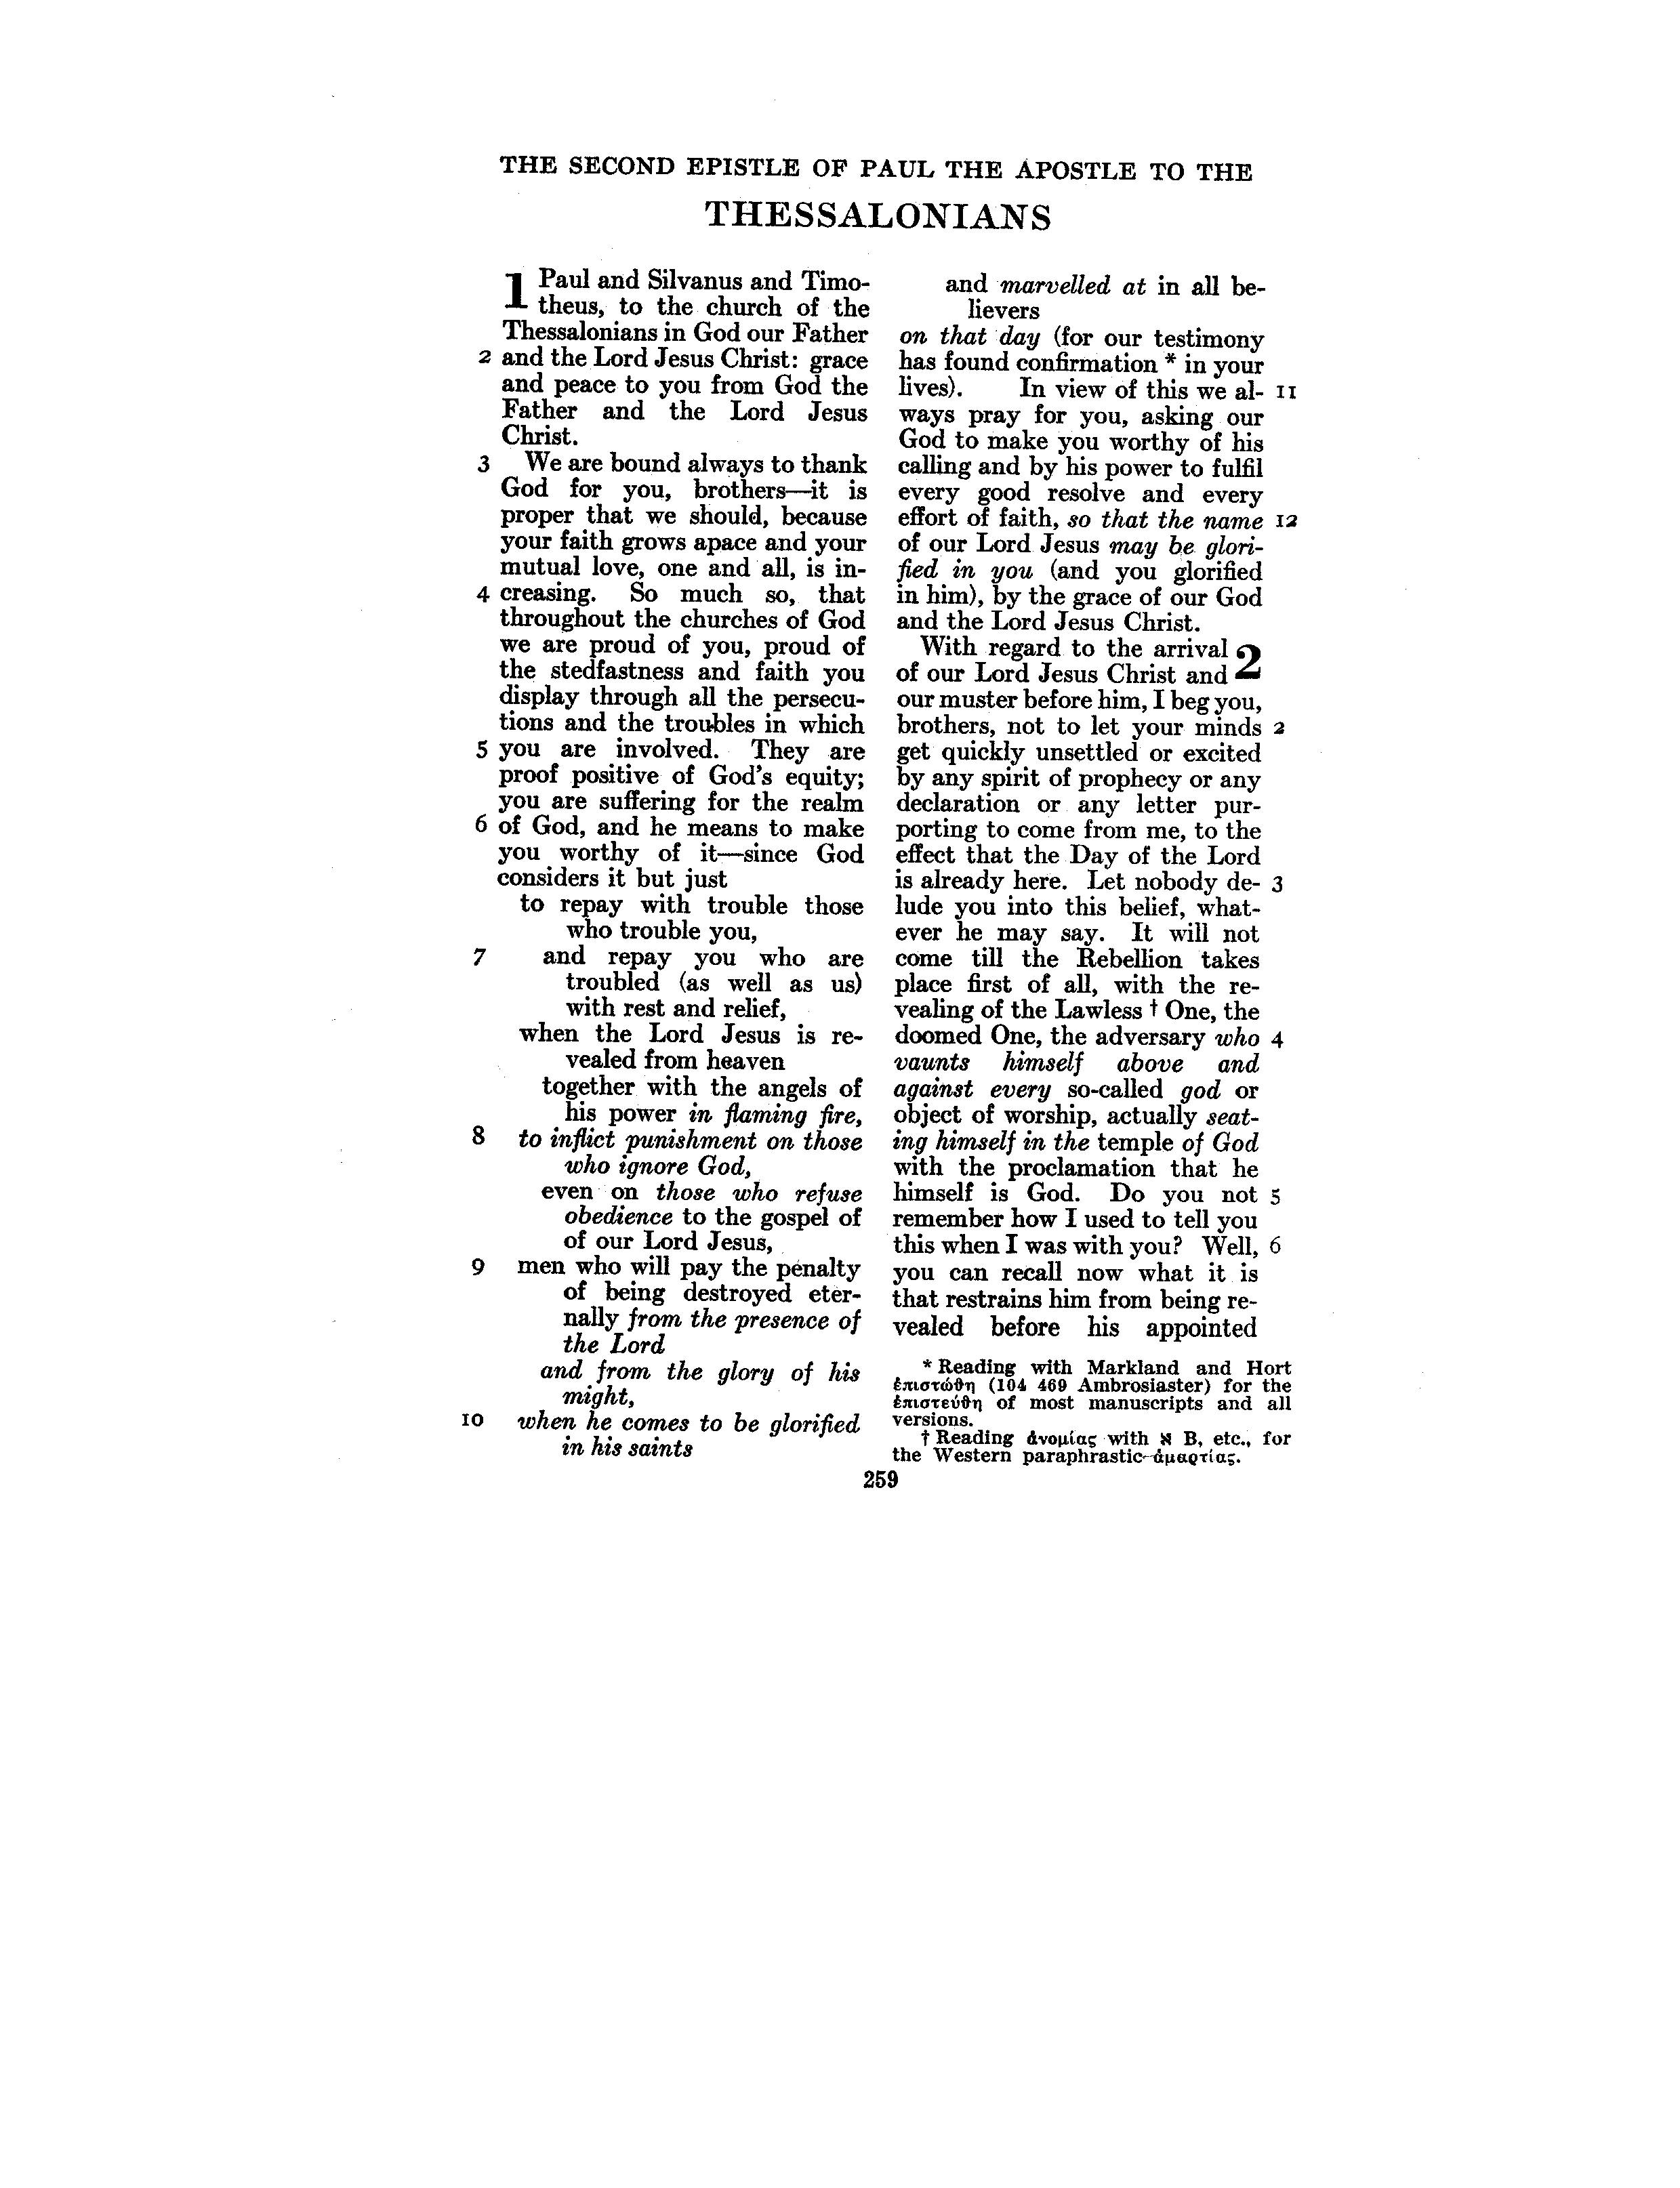 THE SECOND EPISTLE OF PAUL THE APOSTLE TO THE
THESSALONIANS
1 Paul and Silvanus and Timo-
theus, to the church of the
Thessalonians in God our Father
2 and the Lord Jesus Christ: grace
and peace to you from God the
Father and the Lord Jesus
Christ.
3 We are bound always to thank
God for you, brothers—it is
proper that we should, because
your faith grows apace and your
mutual love, one and all, is in-
4 creasing. So much so, that
throughout the churches of God
we are proud of you, proud of
the stedfastness and faith you
display through all the persecu-
tions and the troubles in which
5 you are involved. They are
proof positive of God's equity;
you are suffering for the realm
6 of God, and he means to make
you worthy of it—since God
considers it but just
to repay with trouble those
who trouble you,
7 and repay you who are
troubled (as well as us)
with rest and relief,
when the Lord Jesus is re-
vealed from heaven
together with the angels of
his power in flaming fire,
8 to inflict punishment on those
who ignore God,
even on those who refuse
obedience to the gospel of
of our Lord Jesus,
9 men who will pay the penalty
of being destroyed eter-
nally from the presence of
the Lord
and from the glory of his
might,
10 when he comes to be glorified
in his saints
and marvelled at in all be-
lievers
on that day (for our testimony
has found confirmation * in your
lives). In view of this we al- 11
ways pray for you, asking our
God to make you worthy of his
calling and by his power to fulfil
every good resolve and every
effort of faith, so that the name 12
of our Lord Jesus may be glori-
fied in you (and you glorified
in him), by the grace of our God
and the Lord Jesus Christ.
With regard to the arrival 2
of our Lord Jesus Christ and
our muster before him, I beg you,
brothers, not to let your minds 2
get quickly unsettled or excited
by any spirit of prophecy or any
declaration or any letter pur-
porting to come from me, to the
effect that the Day of the Lord
is already here. Let nobody de- 3
lude you into this belief, what-
ever he may say. It will not
come till the Rebellion takes
place first of all, with the re-
vealing of the Lawless † One, the
doomed One, the adversary who 4
vaunts himself above and
against every so-called god or
object of worship, actually seat-
ing himself in the temple of God
with the proclamation that he
himself is God. Do you not 5
remember how I used to tell you
this when I was with you? Well, 6
you can recall now what it is
that restrains him from being re-
vealed before his appointed
* Reading with Markland and Hort
ἐπιστώθη (104 469 Ambrosiaster) for the
ἐπιστεύθη of most manuscripts and all
versions.
† Reading ἀνομίας with א B, etc., for
the Western paraphrastic ἁμαρτίας.
259